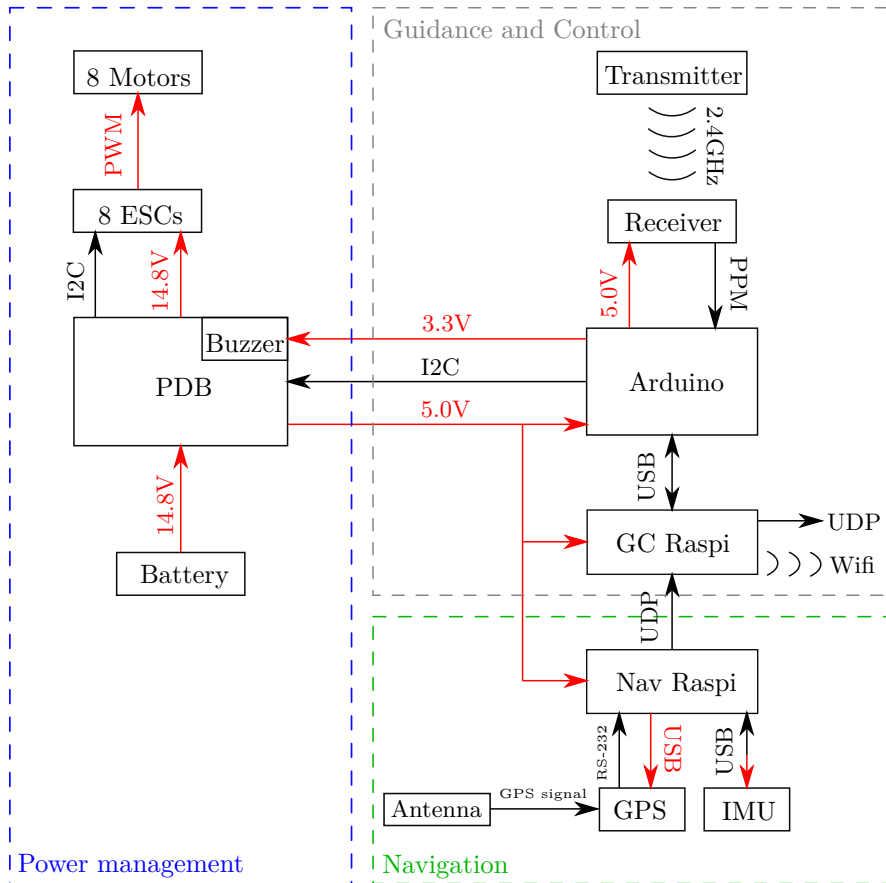 Guidance and Control
8 Motors
Transmitter
PWM
2.4GHz
8 ESCs
Receiver
I2C
14.8V
5.0V
PPM
3.3V
Buzzer
I2C
PDB
Arduino
5.0V
14.8V
USB
UDP
GC Raspi
Battery
Wifi
UDP
Nav Raspi
RS-232
USB
USB
GPS signal
Antenna
GPS
IMU
Power management
Navigation